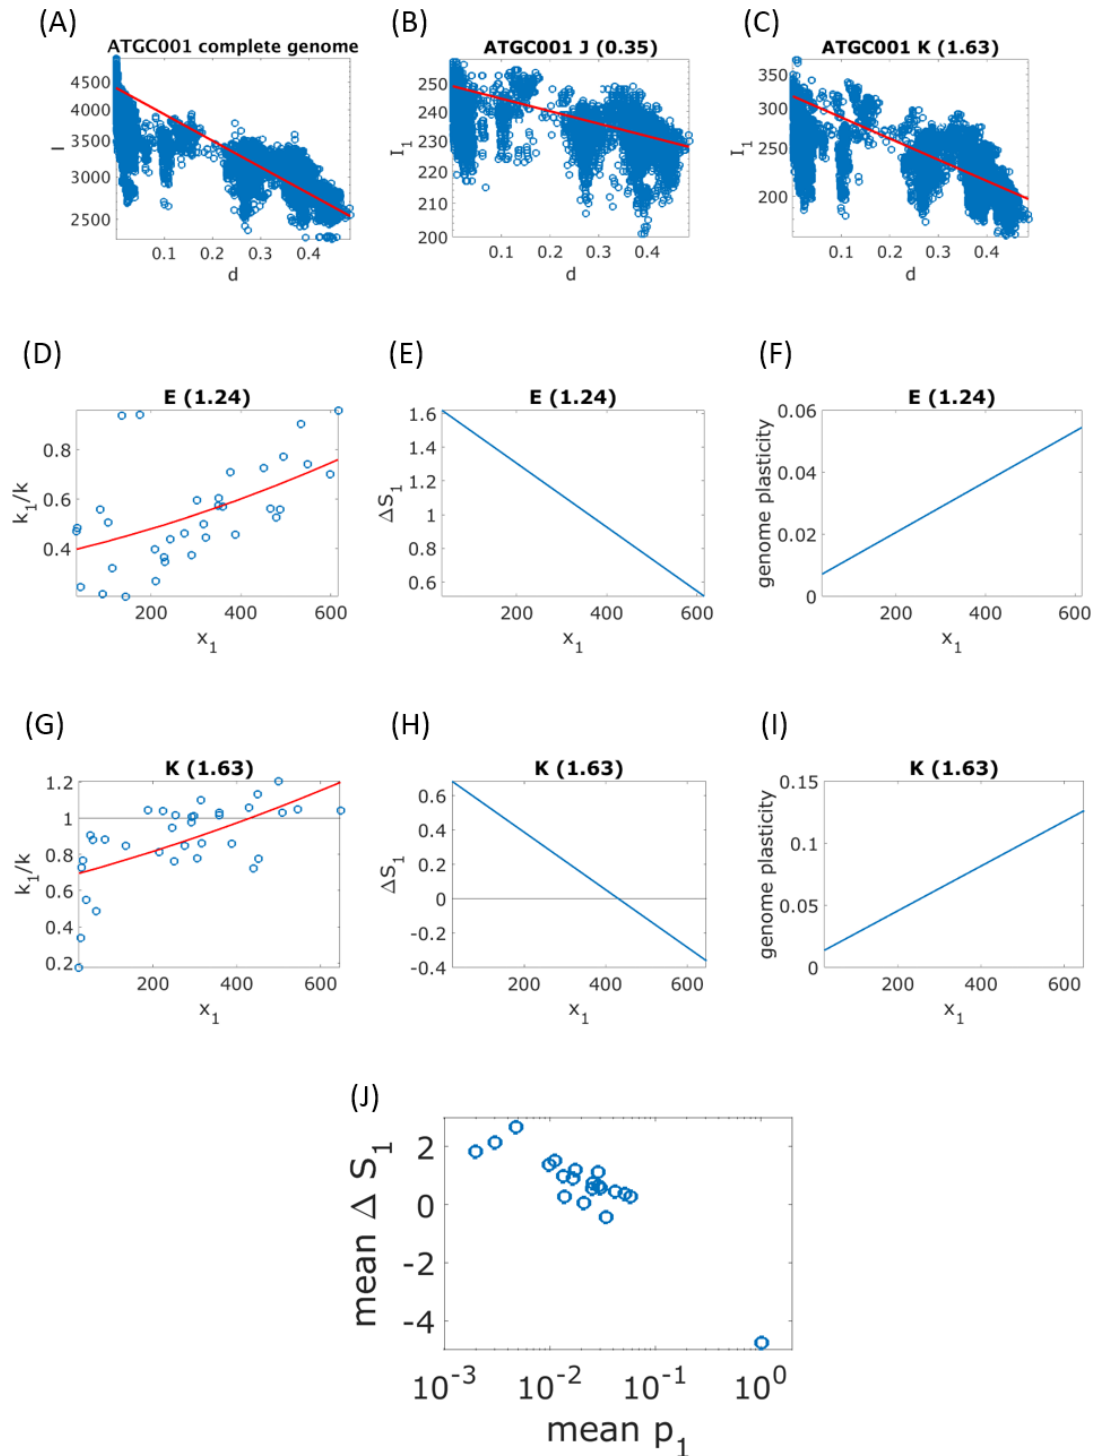 (A)
ATGC001 complete genome
4500
4000
3500
3000
2500
I
0.1 0.2 0.3 0.4
d
(B)
ATGC001 J (0.35)
250
240
230
220
210
200
I1
0.1 0.2 0.3 0.4
d
(C)
ATGC001 K (1.63)
350
300
250
200
I1
0.1 0.2 0.3 0.4
d
(D)
E (1.24)
0.8
0.6
0.4
k1/k
200 400 600
x1
(E)
E (1.24)
1.6
1.4
1.2
1
0.8
0.6
ΔS1
200 400 600
x1
(F)
E (1.24)
0.06
0.04
0.02
0
genome plasticity
200 400 600
x1
(G)
K (1.63)
1.2
1
0.8
0.6
0.4
0.2
k1/k
200 400 600
x1
(H)
K (1.63)
0.6
0.4
0.2
0
-0.2
-0.4
ΔS1
200 400 600
x1
(I)
K (1.63)
0.15
0.1
0.05
0
genome plasticity
200 400 600
x1
(J)
2
0
-2
-4
mean Δ S1
10^-3 10^-2 10^-1 10^0
mean p1